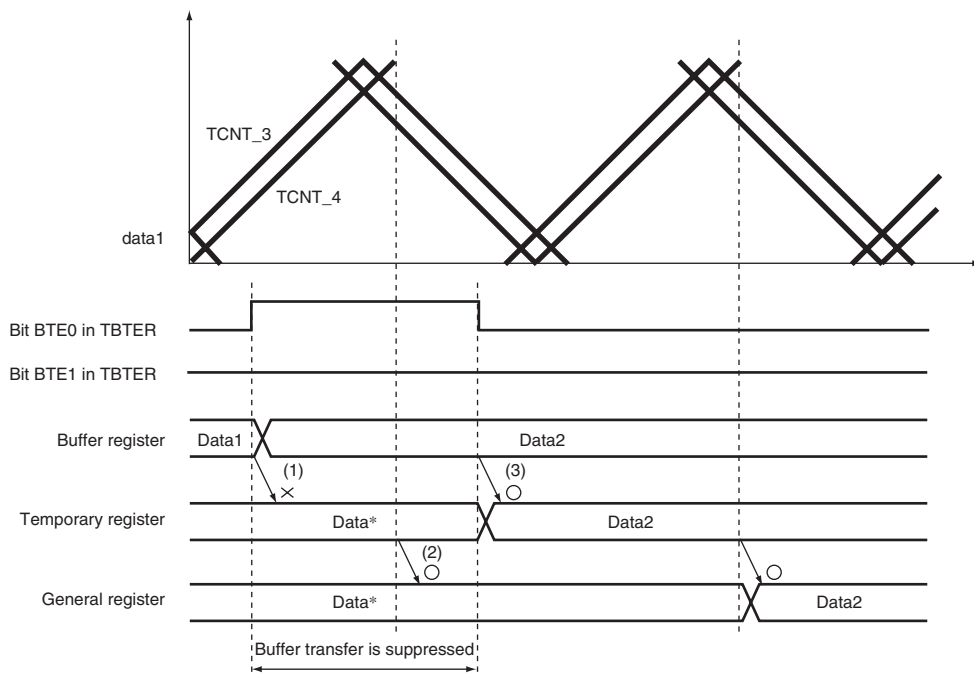 TCNT_3
TCNT_4
data1
Bit BTE0 in TBTER
Bit BTE1 in TBTER
Buffer register
Data1
Data2
(1)
(3)
Temporary register
Data*
Data2
(2)
General register
Data*
Data2
Buffer transfer is suppressed